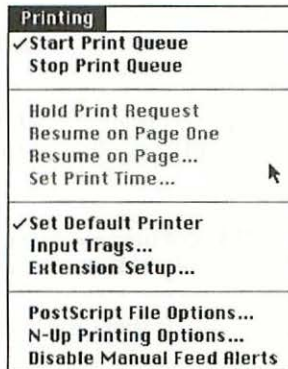 Printing
✓Start Print Queue
Stop Print Queue
Hold Print Request
Resume on Page One
Resume on Page...
Set Print Time...
✓Set Default Printer
Input Trays...
Extension Setup...
PostScript File Options...
N-Up Printing Options...
Disable Manual Feed Alerts